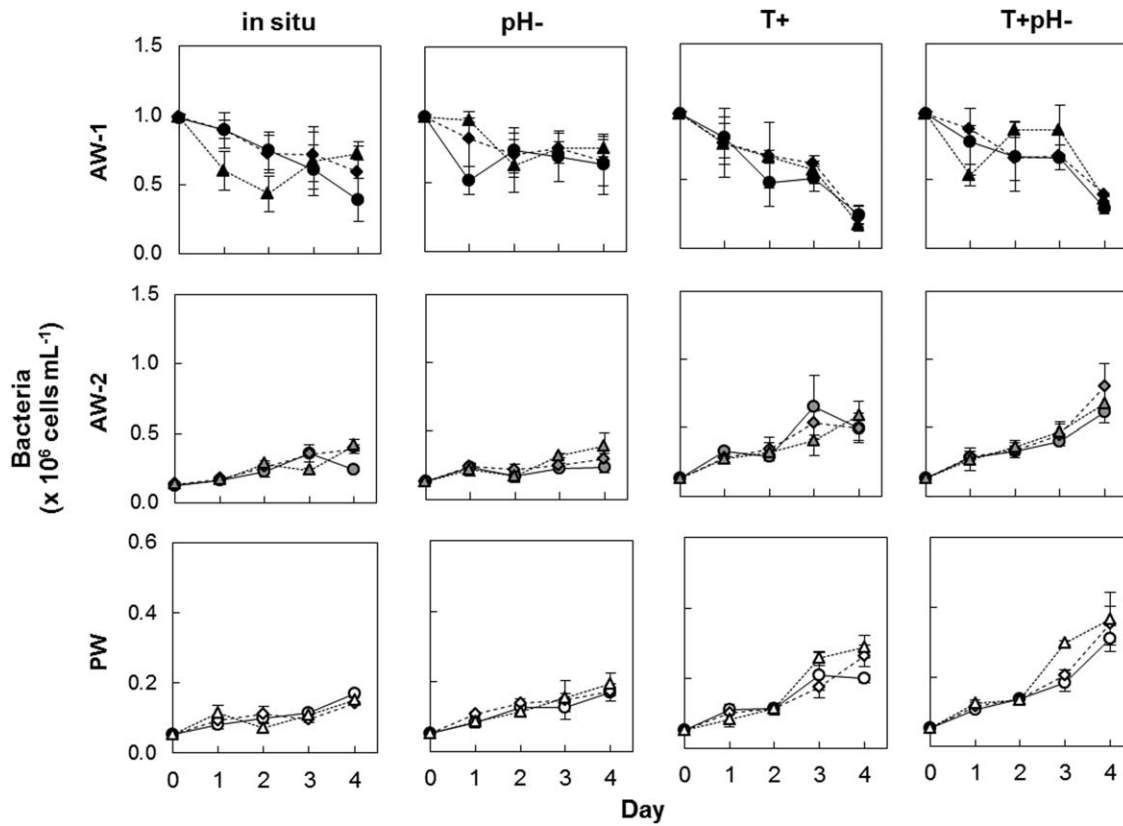 in situ pH- T+ T+pH-
AW-1
1.5
1.0
0.5
0.0
Bacteria
(x 10⁶ cells mL⁻¹)
AW-2
1.5
1.0
0.5
0.0
PW
0.6
0.4
0.2
0.0
0 1 2 3 4 0 1 2 3 4 0 1 2 3 4 0 1 2 3 4
Day